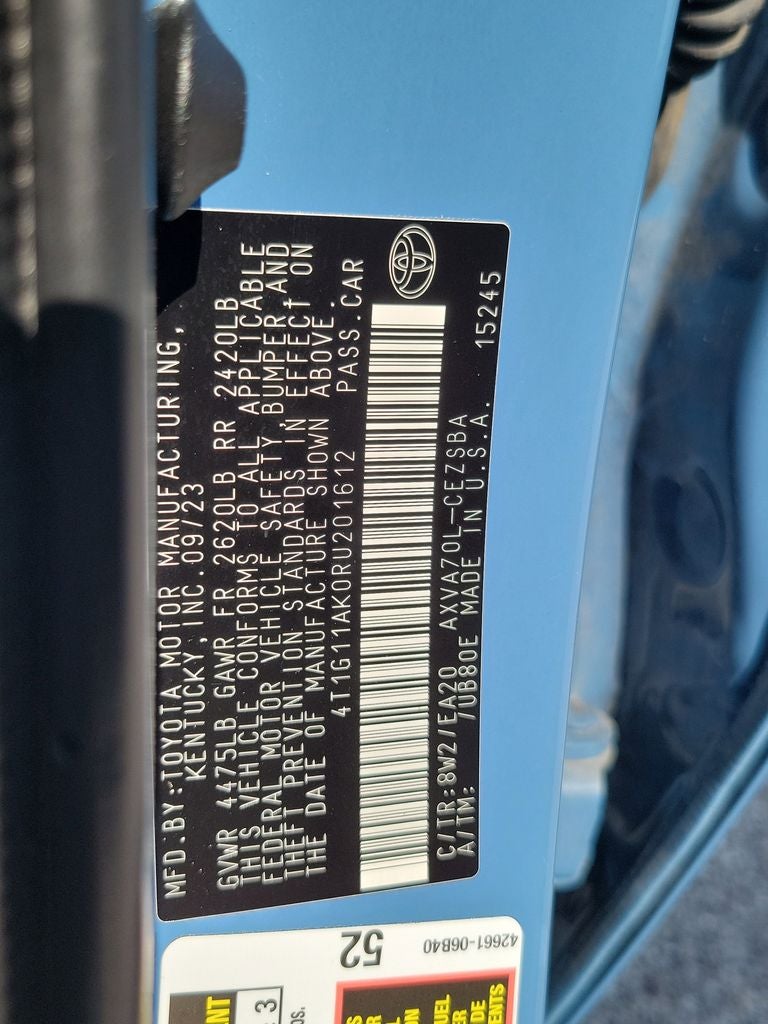 MFD.BY:TOYOTA MOTOR MANUFACTURING,
KENTUCKY,INC.09/23
GVWR 4475LB GAWR FR 2620LB RR 2420LB
THIS VEHICLE CONFORMS TO ALL APPLICABLE
FEDERAL MOTOR VEHICLE SAFETY,BUMPER,AND
THEFT PREVENTION STANDARDS IN EFFECT ON
THE DATE OF MANUFACTURE SHOWN ABOVE.
4T1G11AK0RU201612 PASS.CAR
C/TR:8W2/EA20 AXVA70L-CEZSBA
A/TM: /UB80E MADE IN U.S.A. 15245
52
42661-06B40